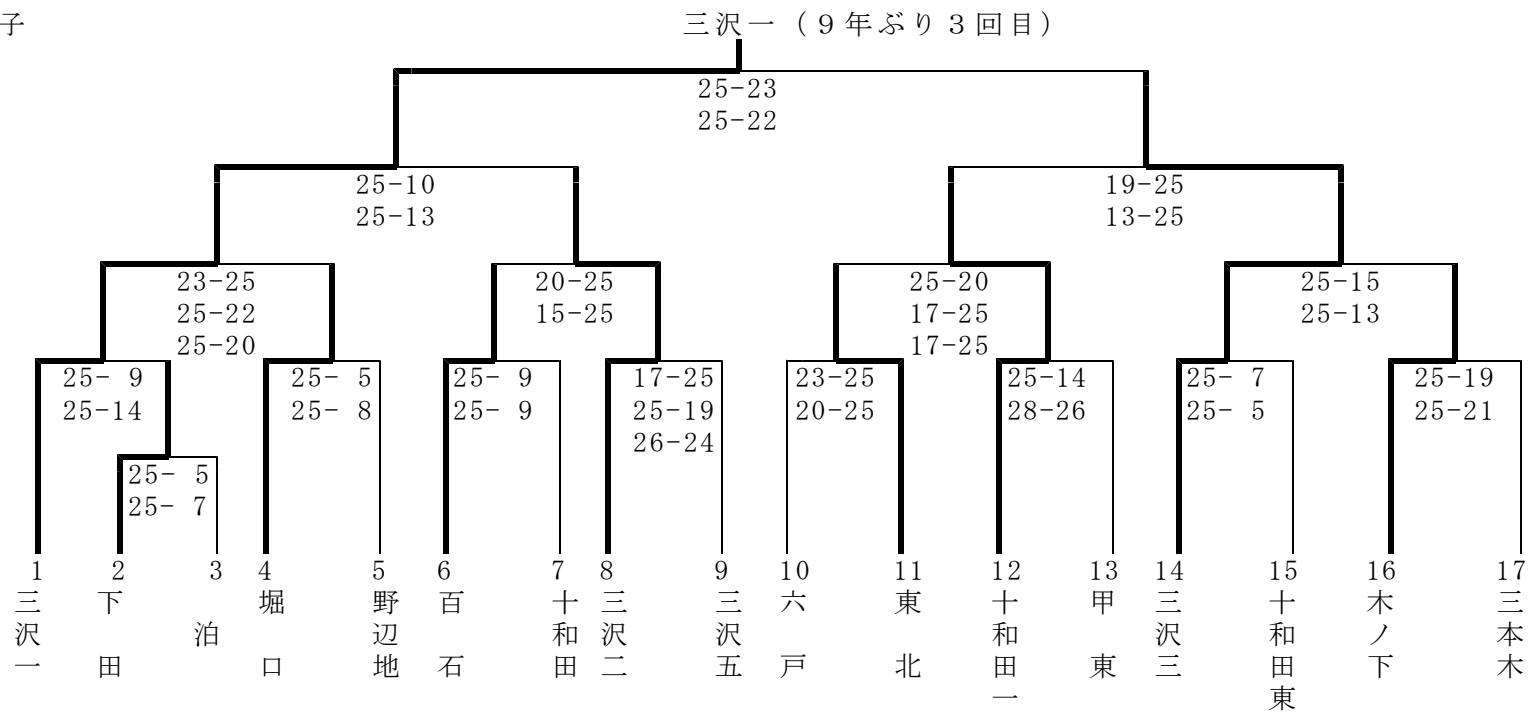 子
三沢一（９年ぶり３回目）
25-23
25-22
25-10
25-13
19-25
13-25
23-25
25-22
25-20
20-25
15-25
25-20
17-25
17-25
25-15
25-13
25- 9
25-14
25- 5
25- 8
25- 9
25- 9
17-25
25-19
26-24
23-25
20-25
25-14
28-26
25- 7
25- 5
25-19
25-21
25- 5
25- 7
1 2 3 4 5 6 7 8 9 10 11 12 13 14 15 16 17
三沢一
下田
泊
堀口
野辺地
百石
十和田
三沢二
三沢五
六戸
東北
十和田一
甲東
三沢三
十和田東
木ノ下
三本木